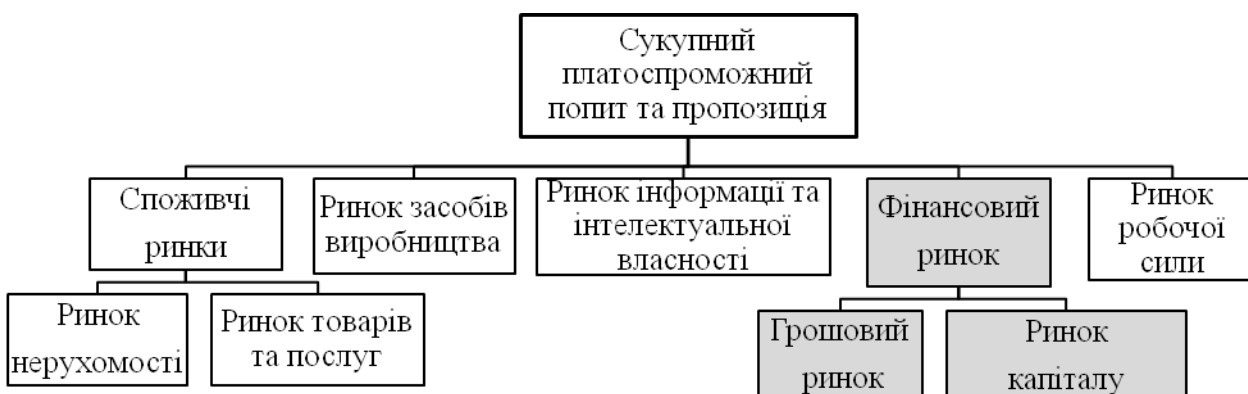 Сукупний
платоспроможний
попит та пропозиція
Споживчі
ринки
Ринок засобів
виробництва
Ринок інформації та
інтелектуальної
власності
Фінансовий
ринок
Ринок
робочої
сили
Ринок
нерухомості
Ринок товарів
та послуг
Грошовий
ринок
Ринок
капіталу